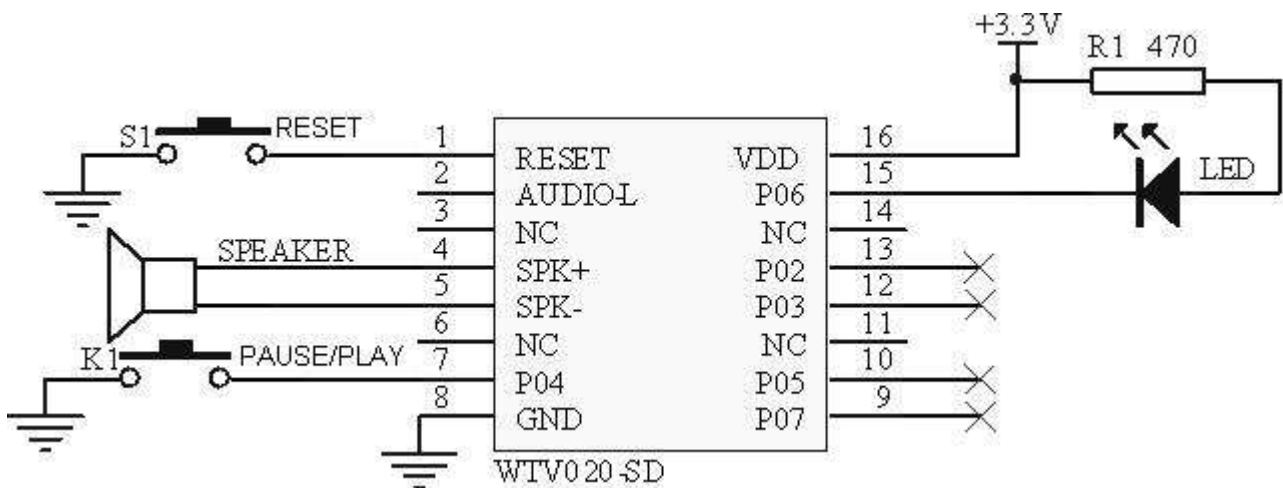 +3.3V
R1 470
S1 RESET
1 RESET VDD 16
2 AUDIO-L P06 15
LED
3 NC NC 14
SPEAKER
4 SPK+ P02 13
5 SPK- P03 12
6 NC NC 11
K1 PAUSE/PLAY
7 P04 P05 10
8 GND P07 9
WTV020-SD